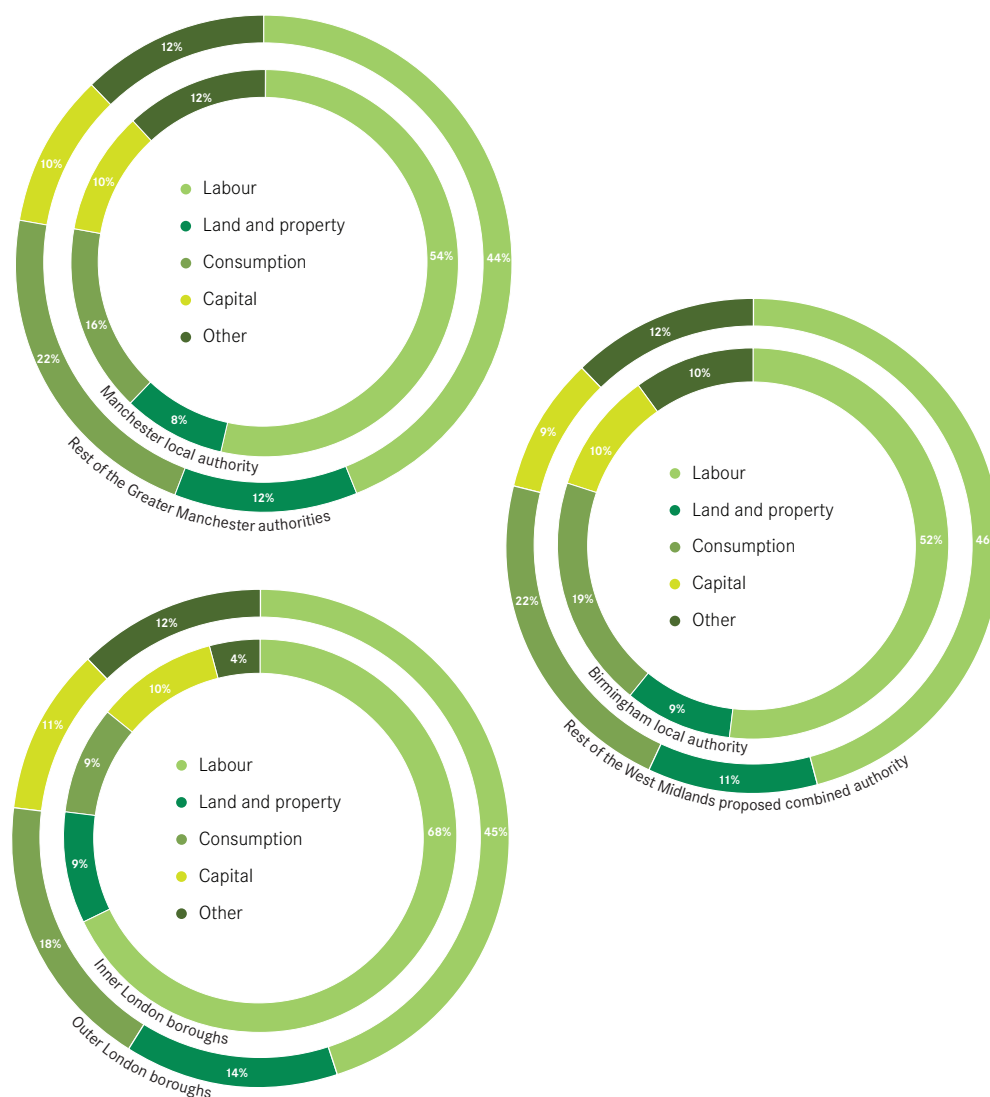 12%
12%
10%
10%
54%
44%
16%
22%
8%
12%
Labour
Land and property
Consumption
Capital
Other
Manchester local authority
Rest of the Greater Manchester authorities
12%
10%
9%
10%
52%
46
19%
22%
9%
11%
Labour
Land and property
Consumption
Capital
Other
Birmingham local authority
Rest of the West Midlands proposed combined authority
12%
4%
10%
11%
9%
68%
45%
9%
18%
14%
Labour
Land and property
Consumption
Capital
Other
Inner London boroughs
Outer London boroughs